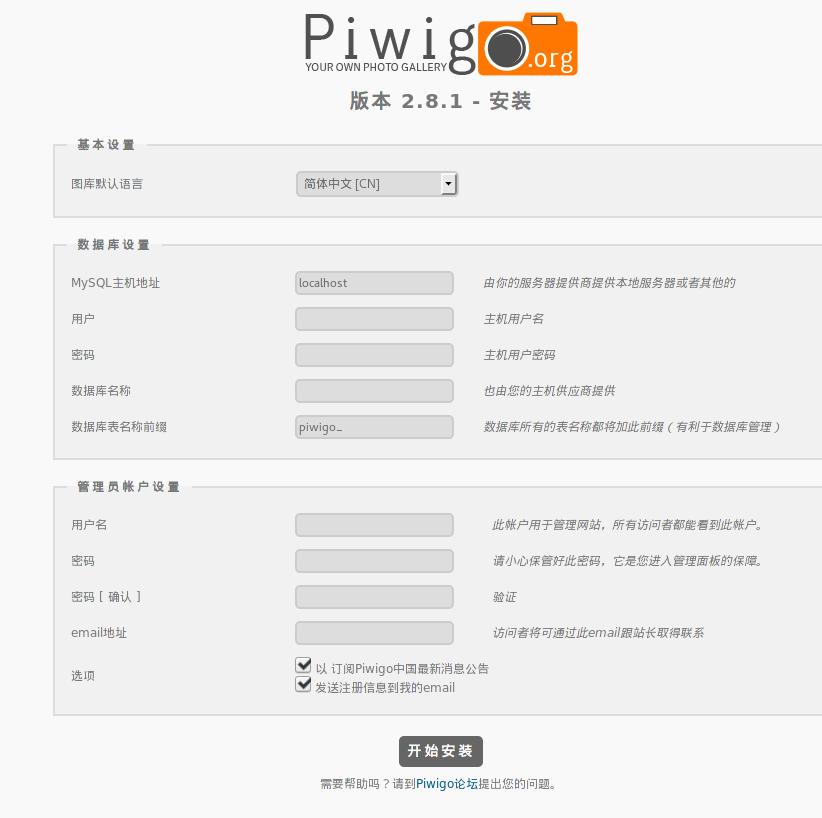 Piwigo.org
YOUR OWN PHOTO GALLERY
版本 2.8.1 - 安装
基本设置
图库默认语言 简体中文 [CN]
数据库设置
MySQL主机地址 localhost 由你的服务器提供商提供本地服务器或者其他的
用户 主机用户名
密码 主机用户密码
数据库名称 也由您的主机供应商提供
数据库表名称前缀 piwigo_ 数据库所有的表名称都将加此前缀（有利于数据库管理）
管理员帐户设置
用户名 此帐户用于管理网站，所有访问者都能看到此帐户。
密码 请小心保管好此密码，它是您进入管理面板的保障。
密码 [ 确认 ] 验证
email地址 访问者将可通过此email跟站长取得联系
选项 以 订阅Piwigo中国最新消息公告
发送注册信息到我的email
开始安装
需要帮助吗？请到Piwigo论坛提出您的问题。